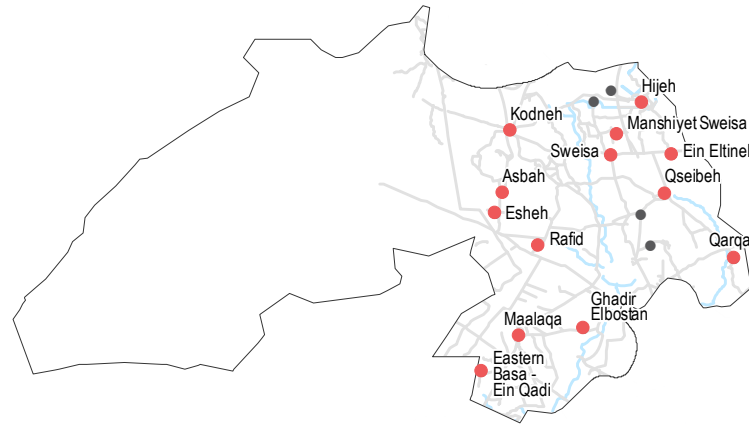 Hijeh
Kodneh
Manshiyet Sweisa
Sweisa
Ein Eltineh
Asbah
Qseibeh
Esheh
Rafid
Qarqas
Ghadir
Elbostan
Maalaqa
Eastern
Basa -
Ein Qadi